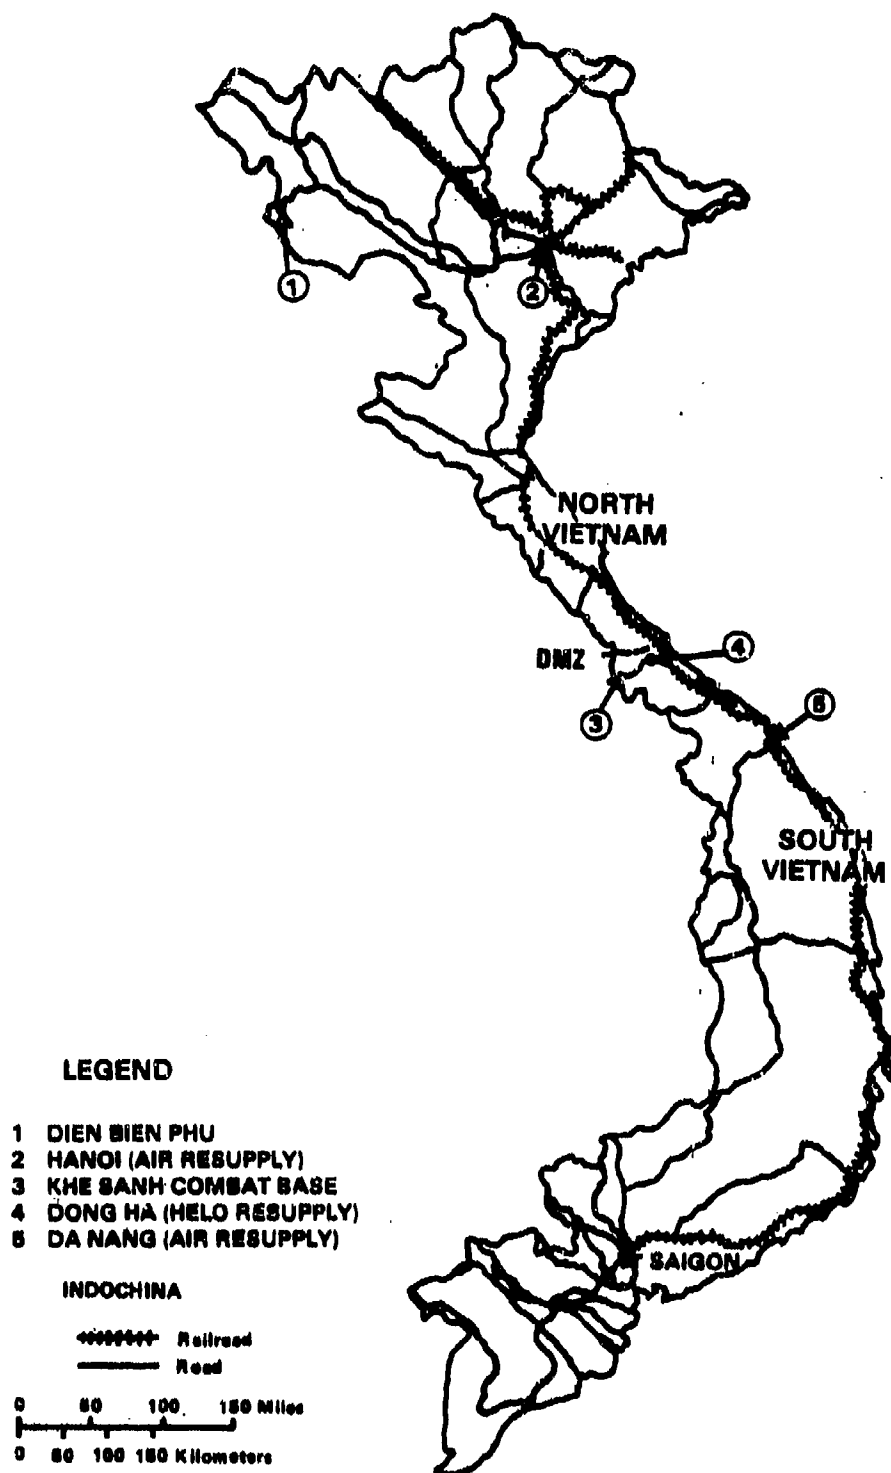 1
2
NORTH
VIETNAM
DMZ
4
3
5
SOUTH
VIETNAM
SAIGON
LEGEND
1 DIEN BIEN PHU
2 HANOI (AIR RESUPPLY)
3 KHE SANH COMBAT BASE
4 DONG HA (HELO RESUPPLY)
5 DA NANG (AIR RESUPPLY)
INDOCHINA
Railroad
Road
0 50 100 150 Miles
0 50 100 150 Kilometers